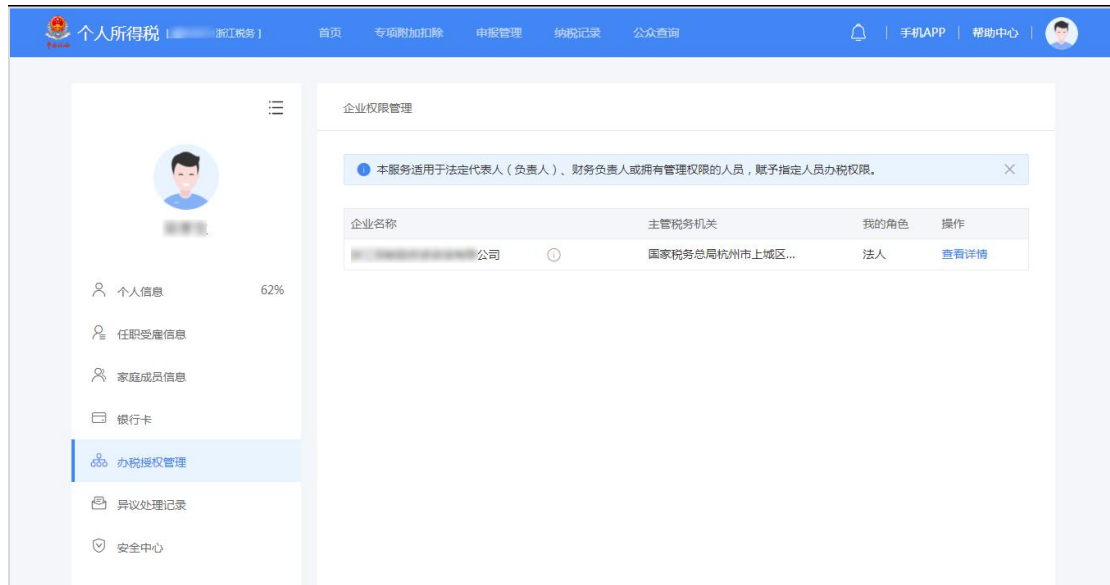 个人所得税 [ 浙江税务 ] 首页 专项附加扣除 申报管理 纳税记录 公众查询 手机APP 帮助中心
企业权限管理
本服务适用于法定代表人（负责人）、财务负责人或拥有管理权限的人员，赋予指定人员办税权限。
企业名称 主管税务机关 我的角色 操作
公司 国家税务总局杭州市上城区... 法人 查看详情
个人信息 62%
任职受雇信息
家庭成员信息
银行卡
办税授权管理
异议处理记录
安全中心